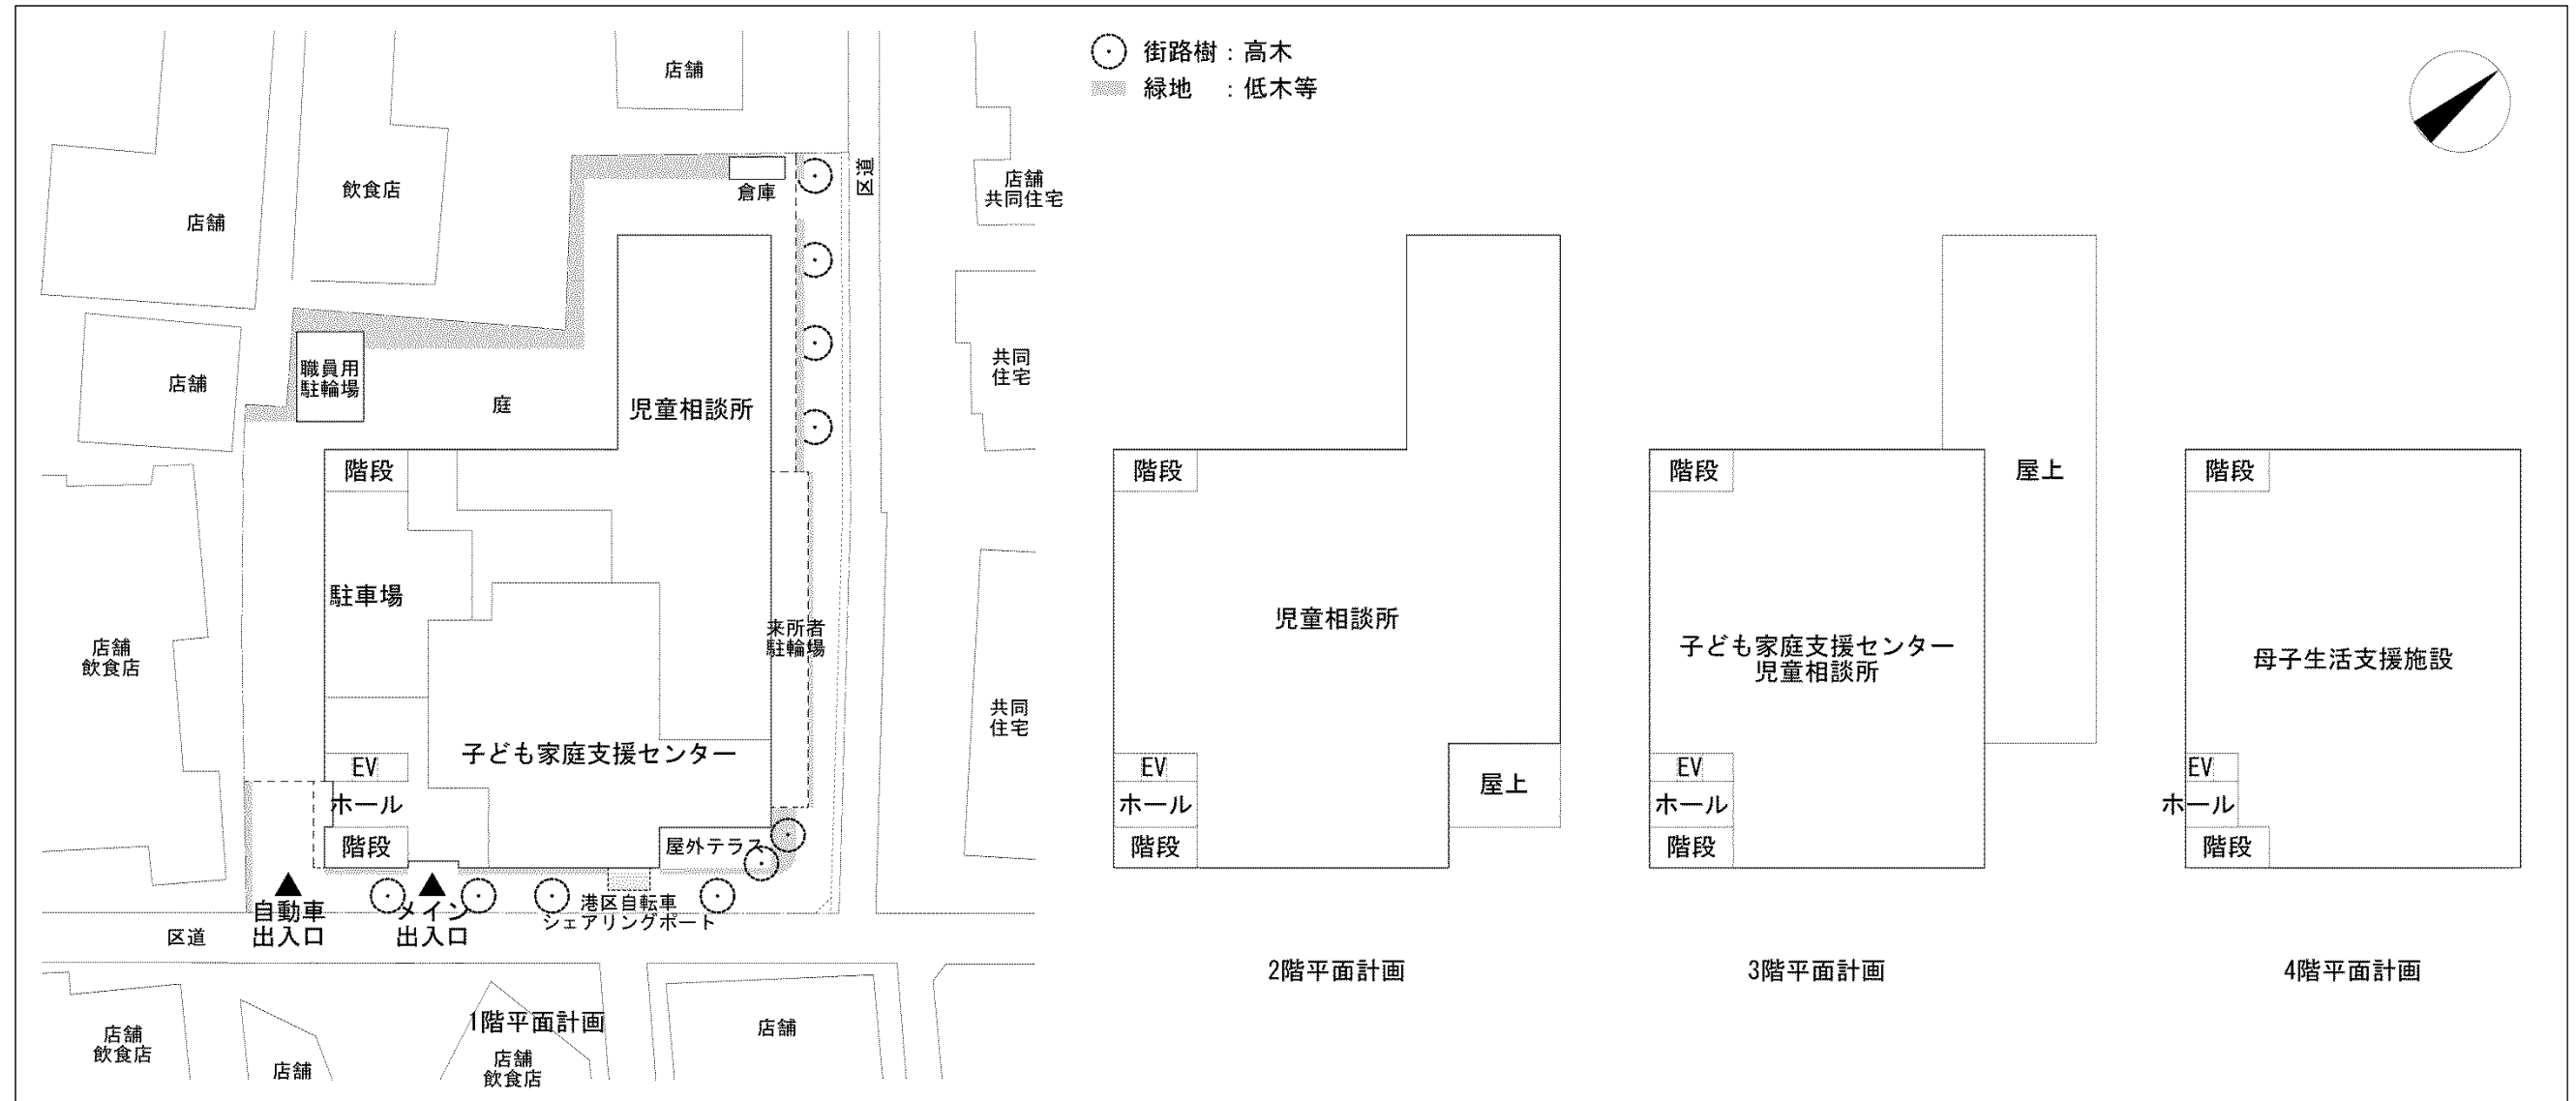 街路樹：高木
緑地　：低木等
店舗
飲食店
店舗
倉庫
区道
店舗
共同住宅
店舗
職員用
駐輪場
庭
児童相談所
共同
住宅
階段
駐車場
来所者
駐輪場
店舗
飲食店
共同
住宅
子ども家庭支援センター
EV
ホール
階段
屋外テラス
自動車
出入口
メイン
出入口
港区自転車
シェアリングポート
区道
1階平面計画
店舗
飲食店
店舗
店舗
飲食店
店舗
階段
児童相談所
EV
ホール
階段
屋上
2階平面計画
階段
屋上
子ども家庭支援センター
児童相談所
EV
ホール
階段
3階平面計画
階段
母子生活支援施設
EV
ホール
階段
4階平面計画